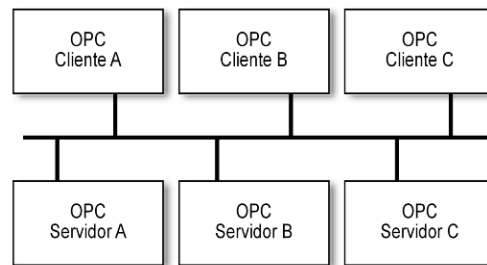 OPC
Cliente A
OPC
Cliente B
OPC
Cliente C
OPC
Servidor A
OPC
Servidor B
OPC
Servidor C